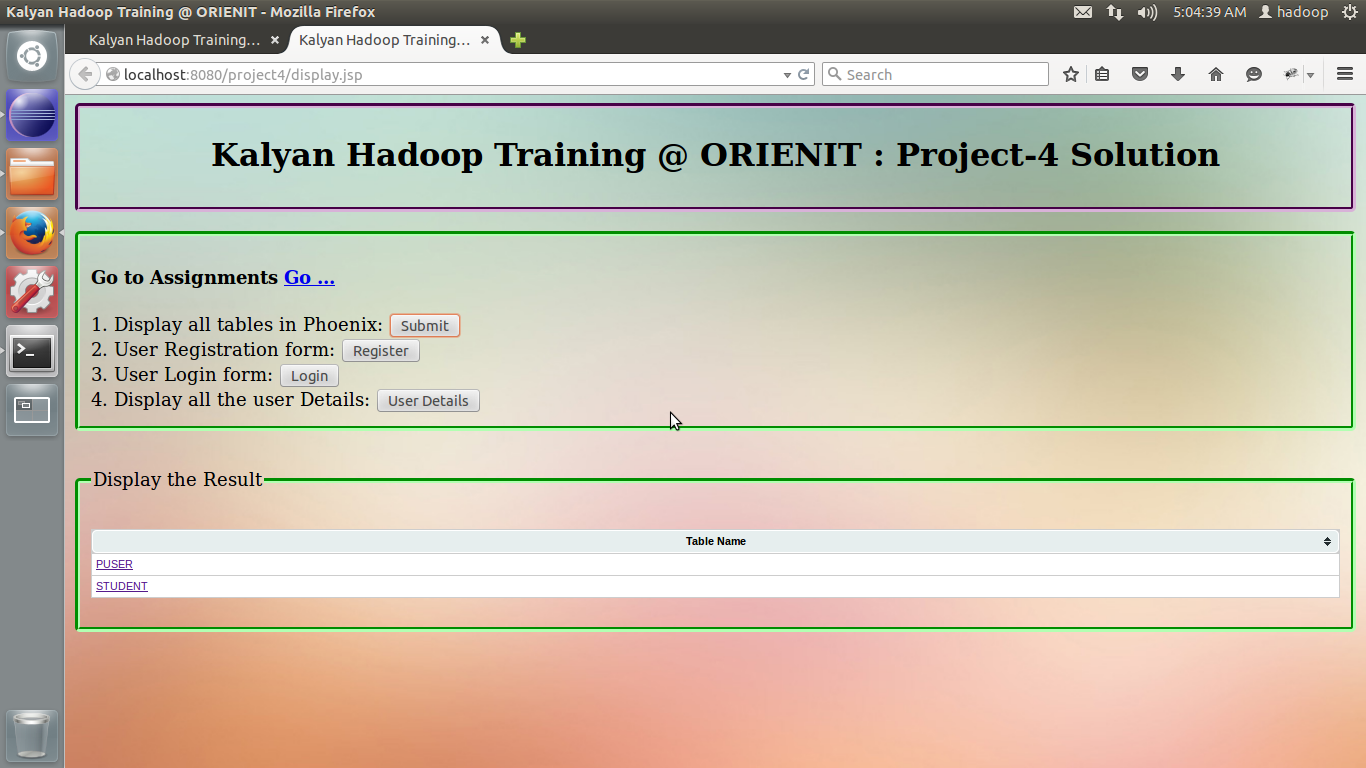 Kalyan Hadoop Training @ ORIENIT - Mozilla Firefox
5:04:39 AM hadoop
Kalyan Hadoop Training... Kalyan Hadoop Training...
localhost:8080/project4/display.jsp
Search
Kalyan Hadoop Training @ ORIENIT : Project-4 Solution
Go to Assignments Go ...
1. Display all tables in Phoenix: Submit
2. User Registration form: Register
3. User Login form: Login
4. Display all the user Details: User Details
Display the Result
Table Name
PUSER
STUDENT